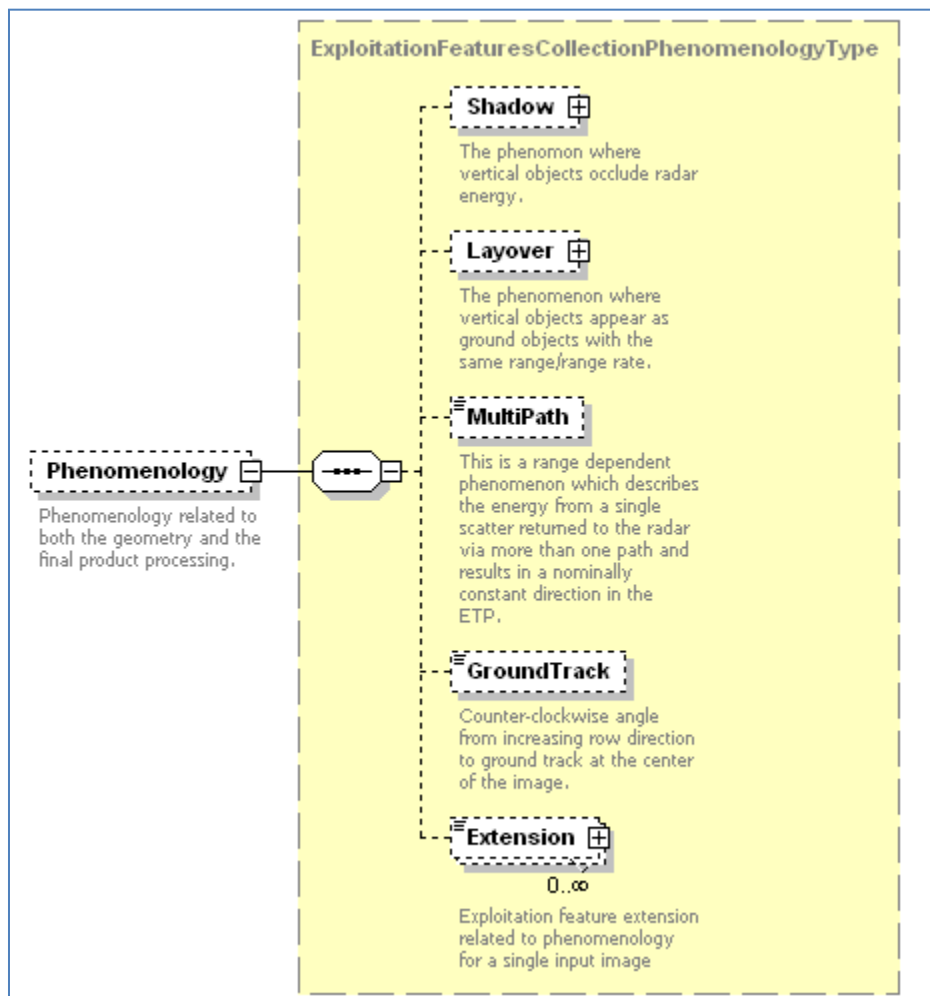 ExploitationFeaturesCollectionPhenomenologyType
Shadow
The phenomon where
vertical objects occlude radar
energy.
Layover
The phenomenon where
vertical objects appear as
ground objects with the
same range/range rate.
MultiPath
This is a range dependent
phenomenon which describes
the energy from a single
scatter returned to the radar
via more than one path and
results in a nominally
constant direction in the
ETP.
Phenomenology
Phenomenology related to
both the geometry and the
final product processing.
GroundTrack
Counter-clockwise angle
from increasing row direction
to ground track at the center
of the image.
Extension
0..∞
Exploitation feature extension
related to phenomenology
for a single input image